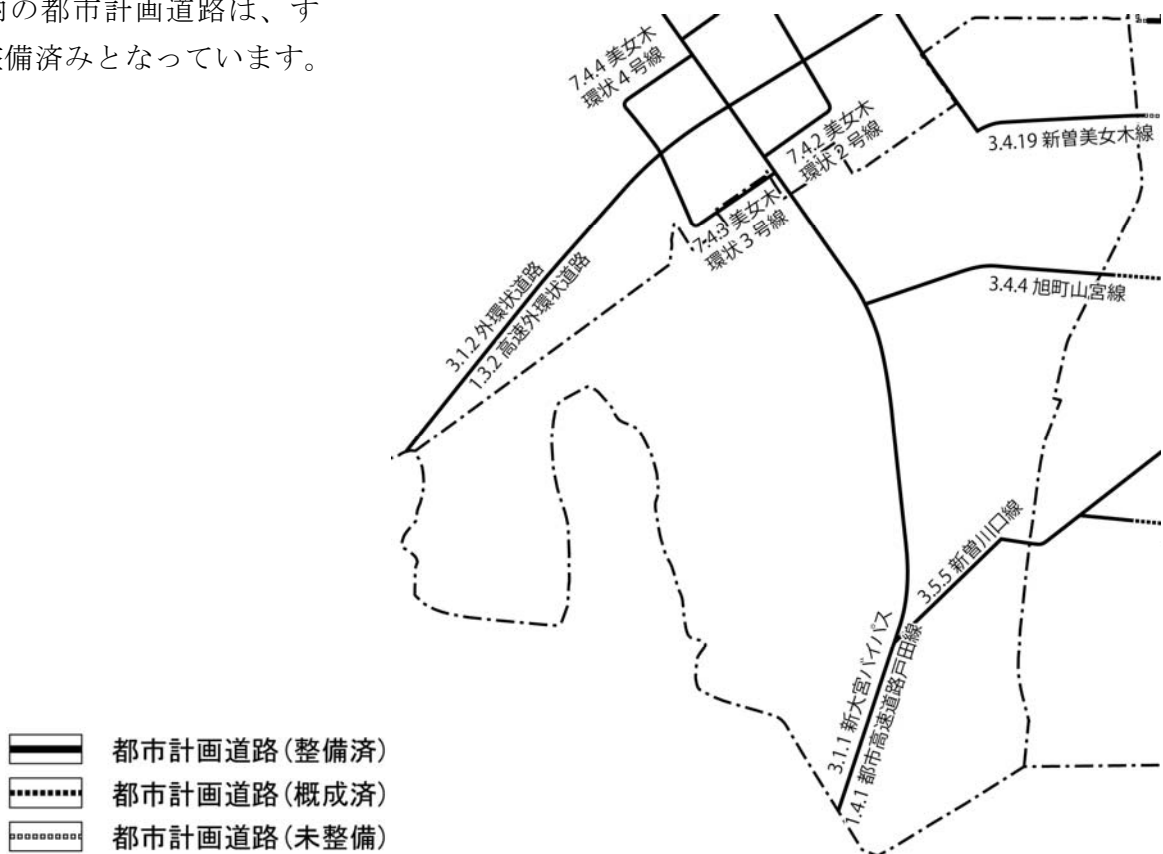 内の都市計画道路は、す
整備済みとなっています。
7.4.4 美女木
環状4号線
7.4.2 美女木
環状2号線
3.4.19 新曽美女木線
7.4.3 美女木
環状3号線
3.4.4 旭町山宮線
3.1.2 外環状道路
1.3.2 高速外環状道路
3.5.5 新曽川口線
3.1.1 新大宮バイパス
1.4.1 都市高速道路戸田線
都市計画道路(整備済)
都市計画道路(概成済)
都市計画道路(未整備)